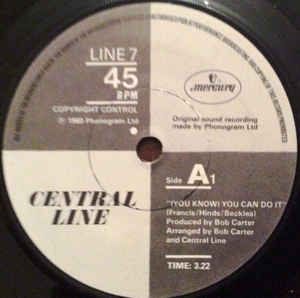 LINE 7
45
RPM
COPYRIGHT CONTROL
℗ 1980 Phonogram Ltd
mercury
Original sound recording
made by Phonogram Ltd
Side A1
CENTRAL
LINE
"(YOU KNOW) YOU CAN DO IT"
(Francis/Hinds/Beckles)
Produced by Bob Carter
Arranged by Bob Carter
and Central Line
TIME: 3.22